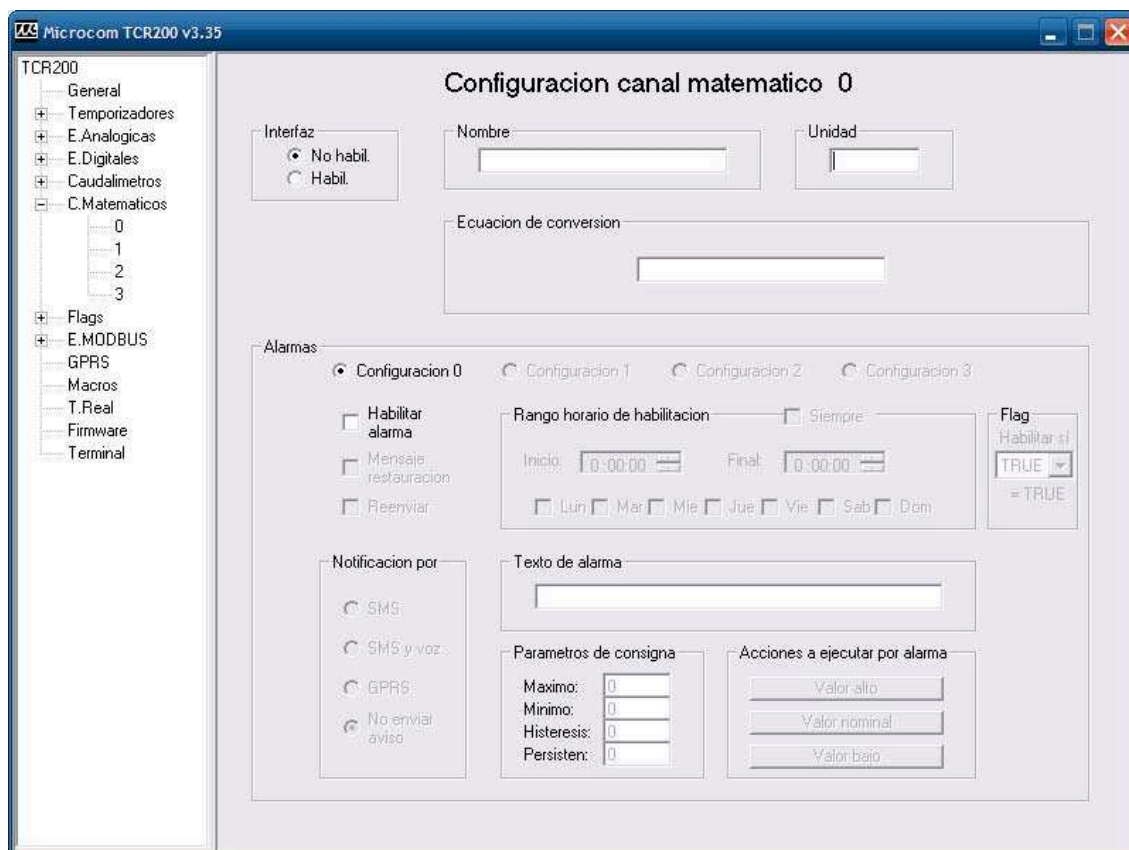 Microcom TCR200 v3.35
TCR200
General
Temporizadores
E.Analogicas
E.Digitales
Caudalimetros
C.Matematicos
0
1
2
3
Flags
E.MODBUS
GPRS
Macros
T.Real
Firmware
Terminal
Configuracion canal matematico 0
Interfaz
No habil.
Habil.
Nombre
Unidad
Ecuacion de conversion
Alarmas
Configuracion 0 Configuracion 1 Configuracion 2 Configuracion 3
Habilitar
alarma
Mensaje
restauracion
Reenviar
Rango horario de habilitacion Siempre
Inicio: 0:00:00 Final: 0:00:00
Lun Mar Mie Jue Vie Sab Dom
Flag
Habilitar si
TRUE
= TRUE
Notificacion por
SMS
SMS y voz
GPRS
No enviar
aviso
Texto de alarma
Parametros de consigna
Maximo: 0
Minimo: 0
Histeresis: 0
Persisten: 0
Acciones a ejecutar por alarma
Valor alto
Valor nominal
Valor bajo